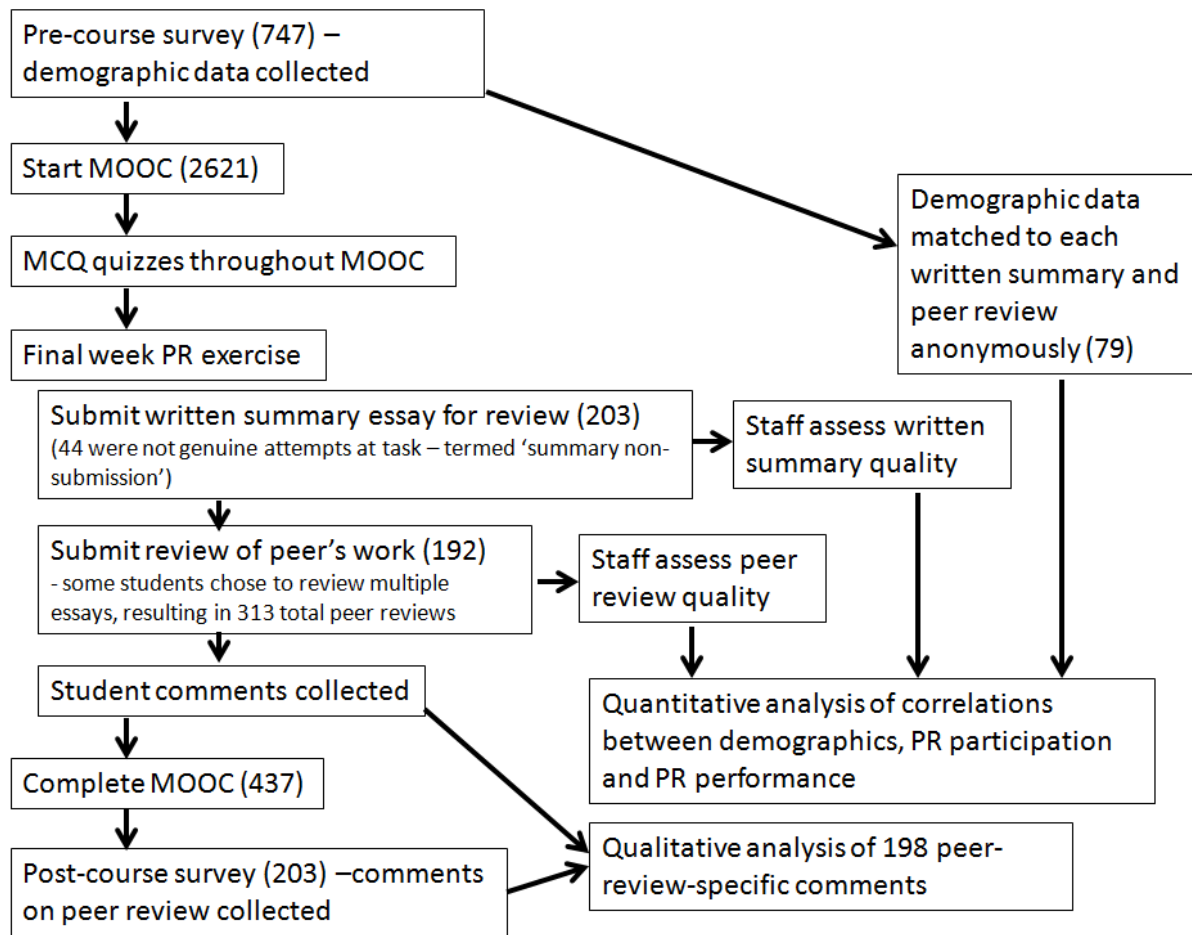 Pre-course survey (747) –
demographic data collected
Start MOOC (2621)
MCQ quizzes throughout MOOC
Final week PR exercise
Demographic data
matched to each
written summary and
peer review
anonymously (79)
Submit written summary essay for review (203)
(44 were not genuine attempts at task – termed ‘summary non-
submission’)
Staff assess written
summary quality
Submit review of peer’s work (192)
- some students chose to review multiple
essays, resulting in 313 total peer reviews
Staff assess peer
review quality
Student comments collected
Quantitative analysis of correlations
between demographics, PR participation
and PR performance
Complete MOOC (437)
Post-course survey (203) –comments
on peer review collected
Qualitative analysis of 198 peer-
review-specific comments